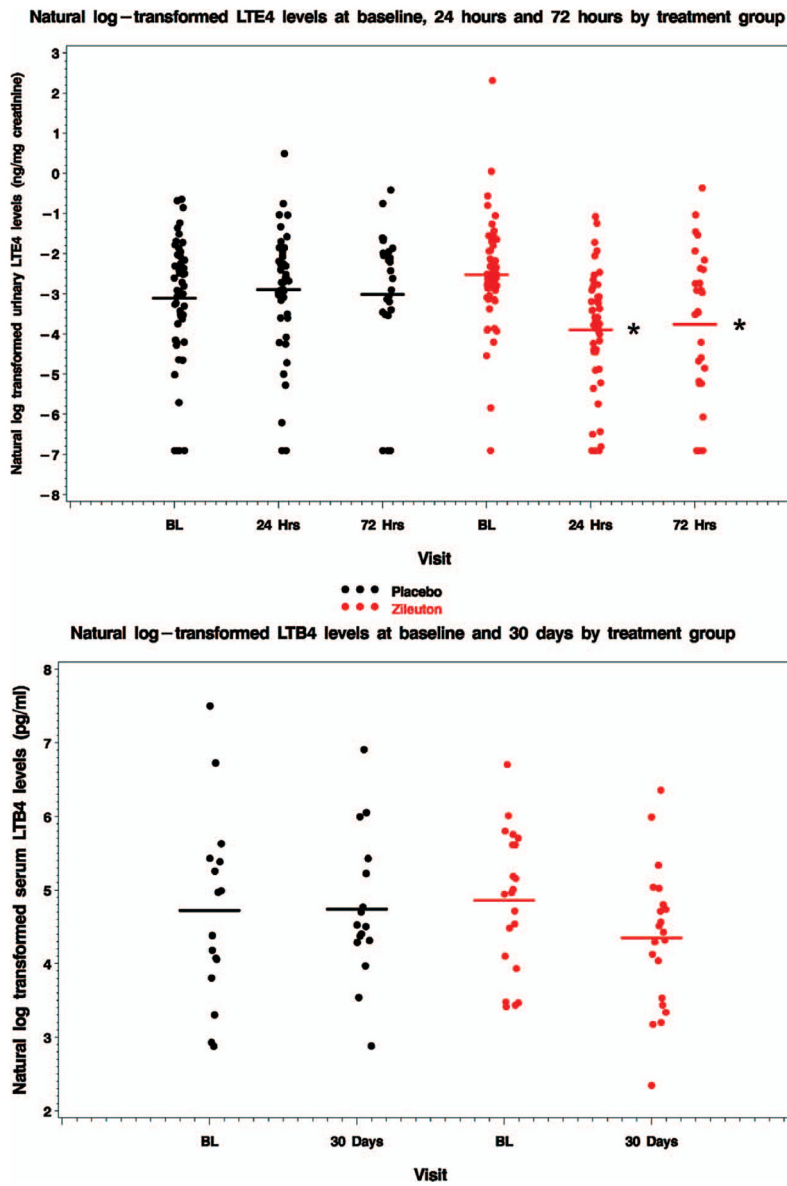 Natural log−transformed LTE4 levels at baseline, 24 hours and 72 hours by treatment group
Natural log transformed urinary LTE4 levels (ng/mg creatinine)
3
2
1
0
−1
−2
−3
−4
−5
−6
−7
−8
* *
BL 24 Hrs 72 Hrs BL 24 Hrs 72 Hrs
Visit
Placebo
Zileuton
Natural log−transformed LTB4 levels at baseline and 30 days by treatment group
Natural log transformed serum LTB4 levels (pg/ml)
8
7
6
5
4
3
2
BL 30 Days BL 30 Days
Visit